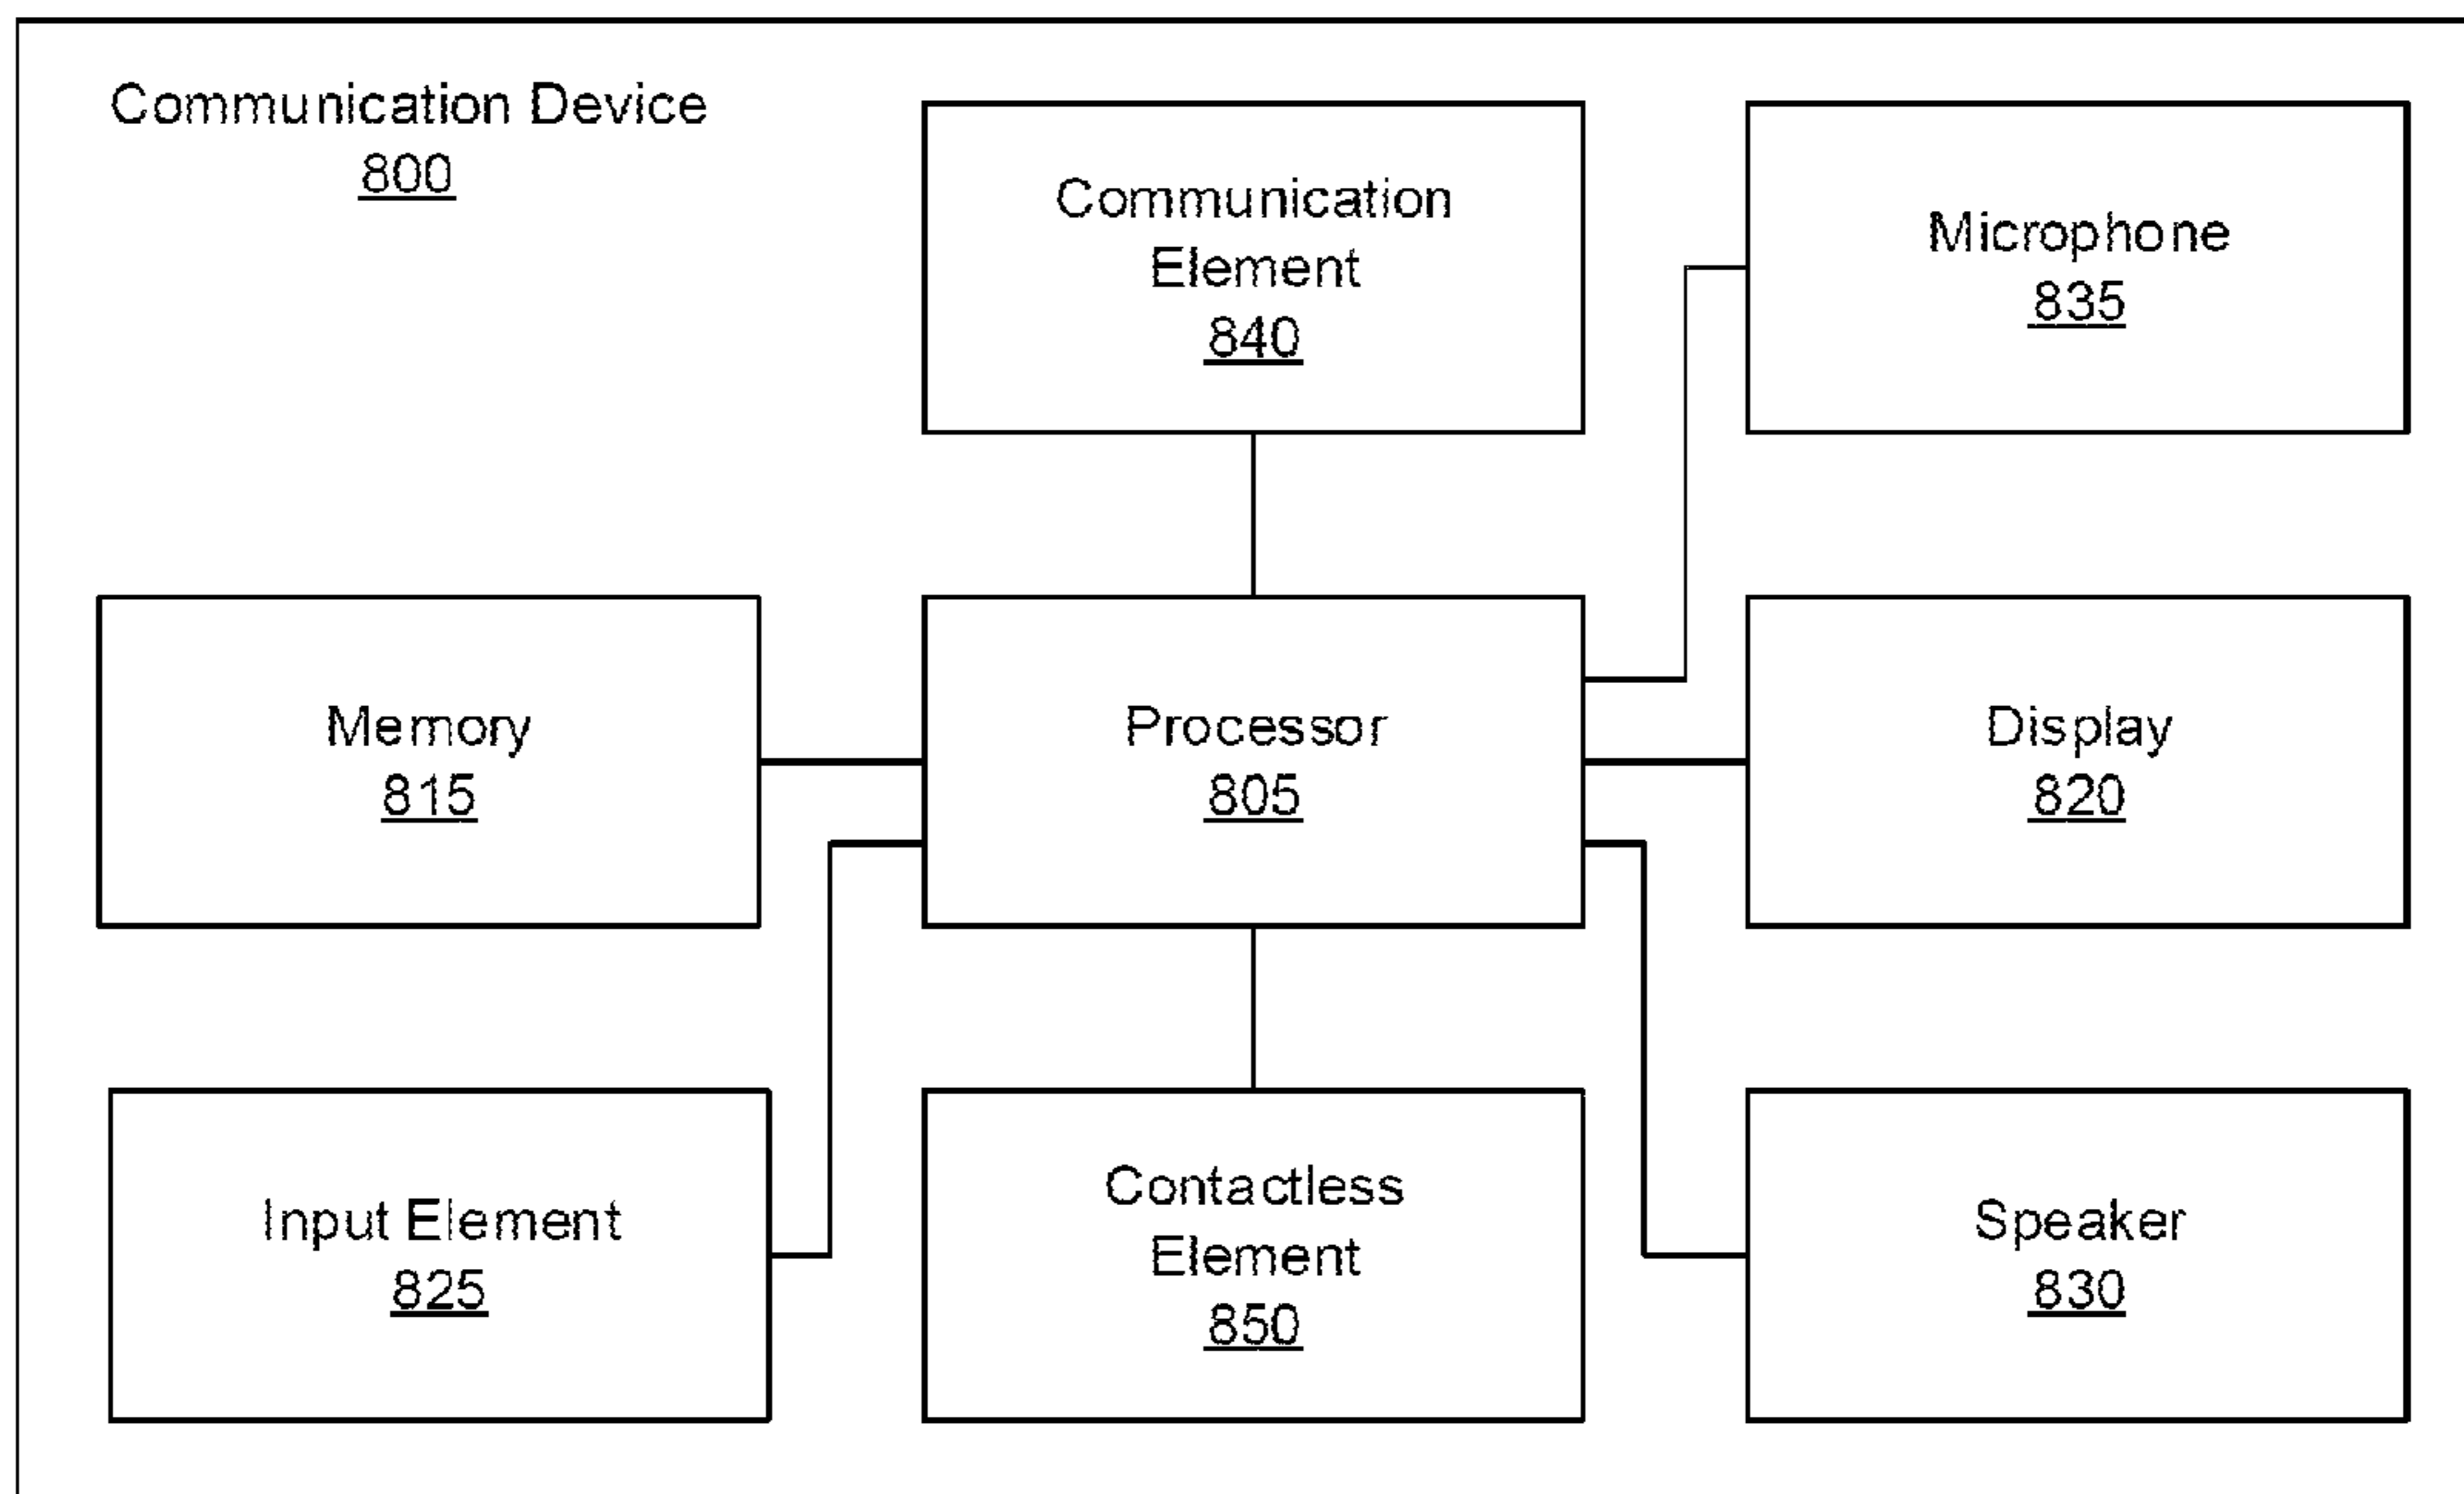 Communication Device
800
Communication
Element
840
Microphone
835
Memory
815
Processor
805
Display
820
Input Element
825
Contactless
Element
850
Speaker
830